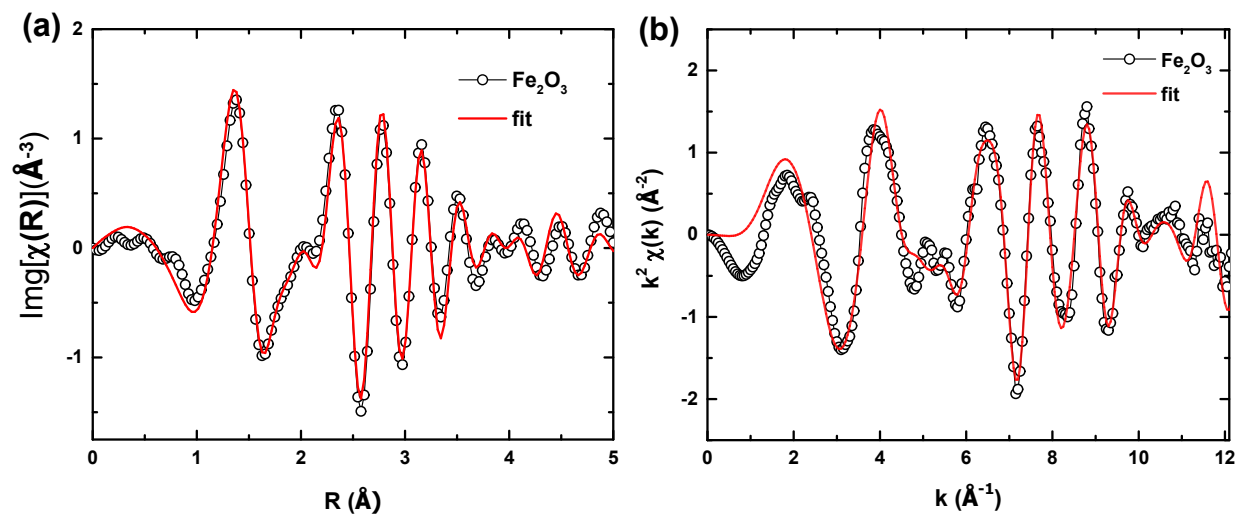 (a)
Fe₂O₃
fit
Img[χ(R)](Å⁻³)
2
1
0
-1
0 1 2 3 4 5
R (Å)
(b)
Fe₂O₃
fit
k² χ(k) (Å⁻²)
2
1
0
-1
-2
0 2 4 6 8 10 12
k (Å⁻¹)